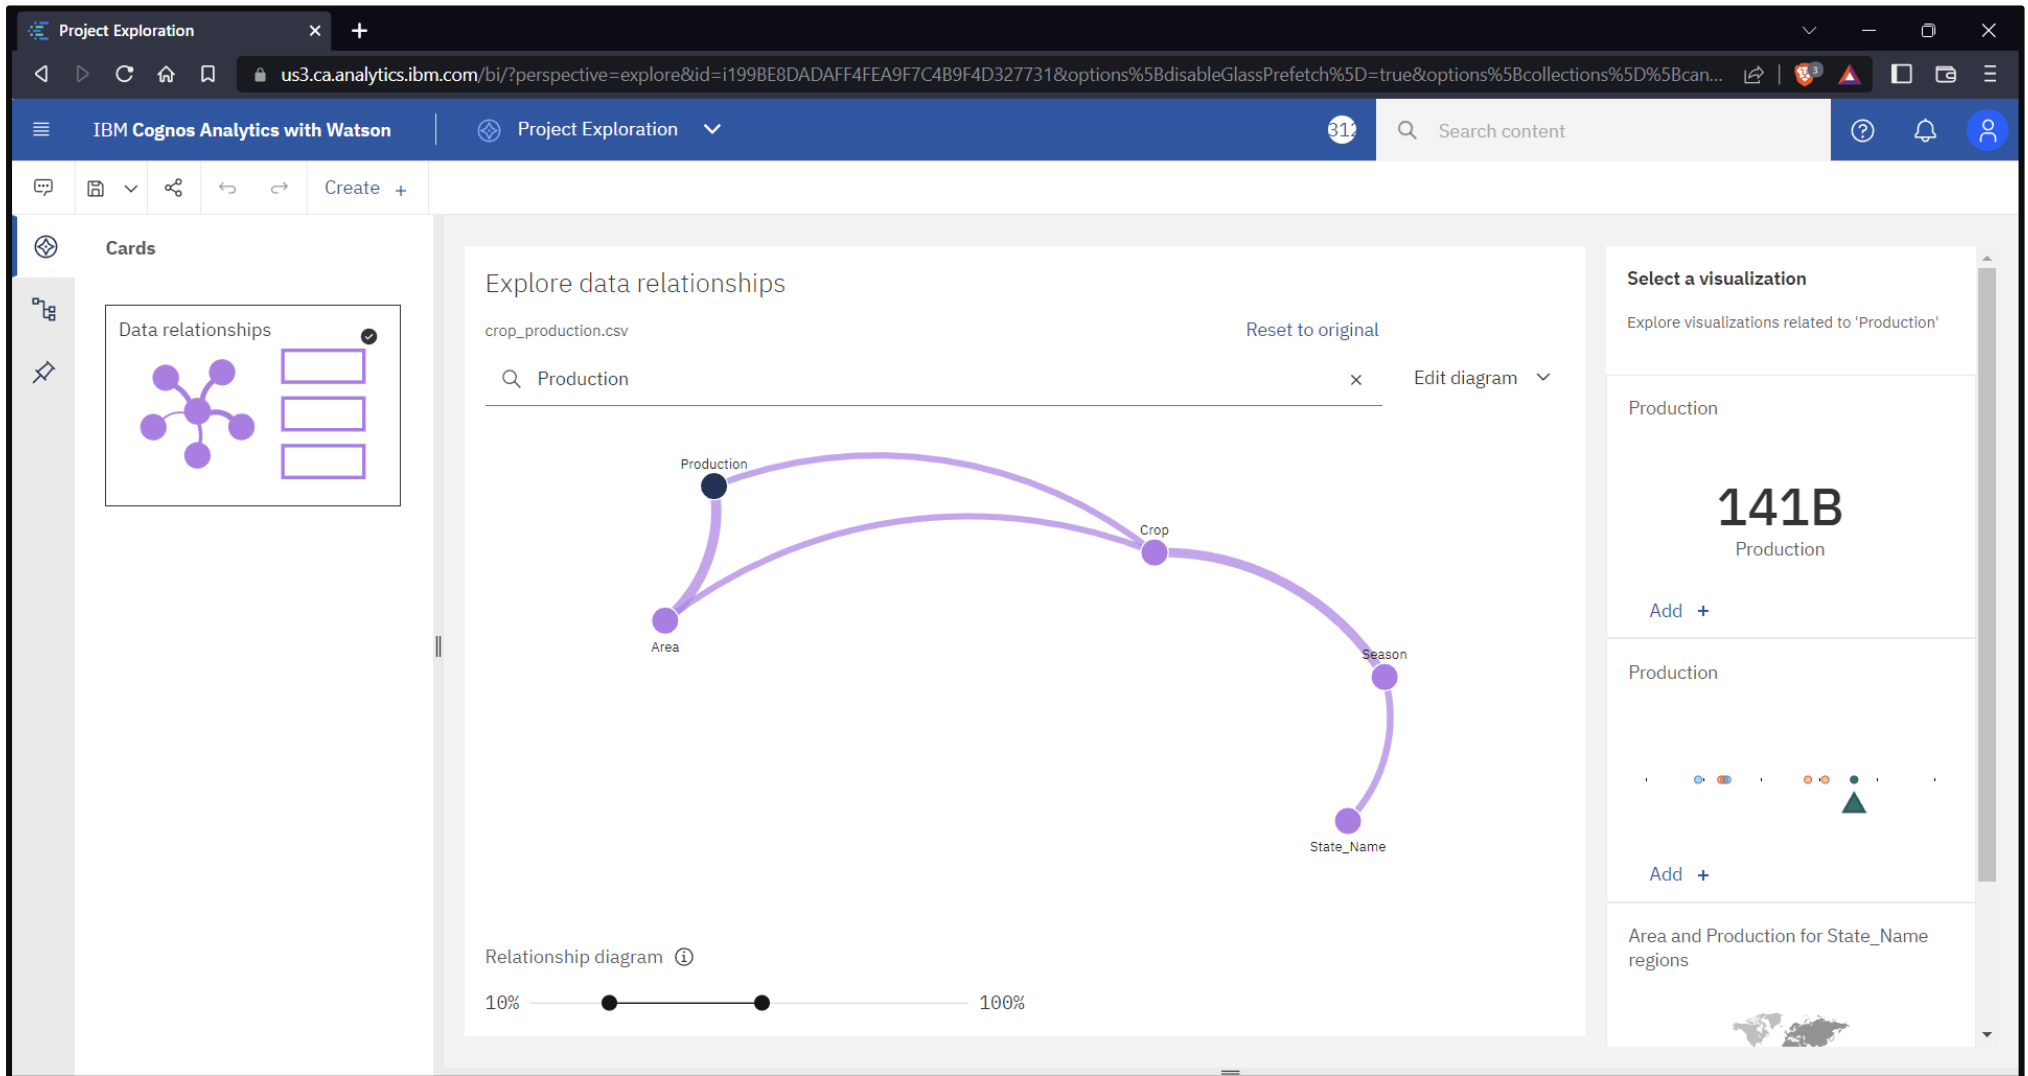 Project Exploration
us3.ca.analytics.ibm.com/bi/?perspective=explore&id=i199BE8DADAFF4FEA9F7C4B9F4D327731&options%5BdisableGlassPrefetch%5D=true&options%5Bcollections%5D%5Bcan...
3
IBM Cognos Analytics with Watson
Project Exploration
312
Search content
Create +
Cards
Data relationships
Explore data relationships
crop_production.csv
Reset to original
Production
Edit diagram
Production
Crop
Area
Season
State_Name
Relationship diagram
10%
100%
Select a visualization
Explore visualizations related to 'Production'
Production
141B
Production
Add +
Production
Add +
Area and Production for State_Name
regions